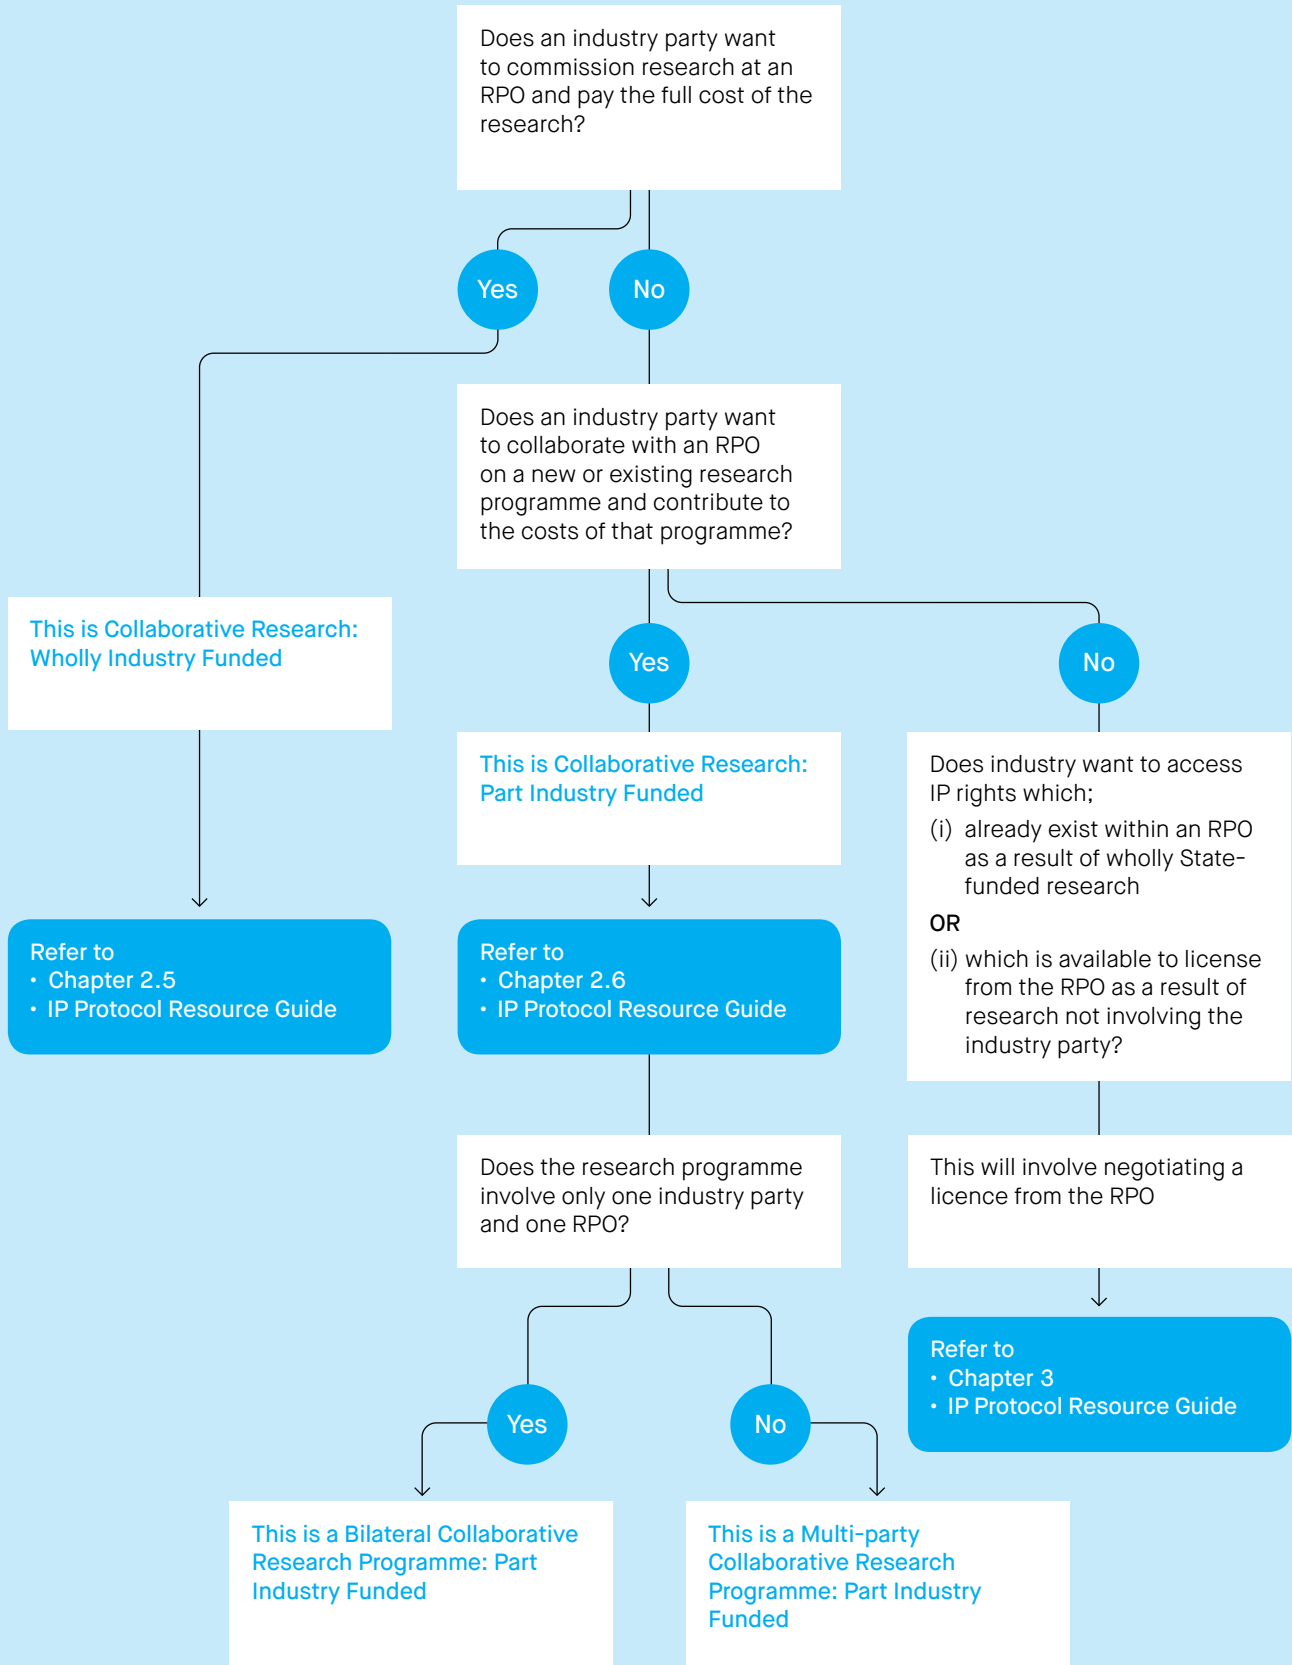 Does an industry party want
to commission research at an
RPO and pay the full cost of the
research?
Yes
No
Does an industry party want
to collaborate with an RPO
on a new or existing research
programme and contribute to
the costs of that programme?
This is Collaborative Research:
Wholly Industry Funded
Yes
No
This is Collaborative Research:
Part Industry Funded
Does industry want to access
IP rights which;
(i) already exist within an RPO
as a result of wholly State-
funded research
OR
(ii) which is available to license
from the RPO as a result of
research not involving the
industry party?
Refer to
• Chapter 2.5
• IP Protocol Resource Guide
Refer to
• Chapter 2.6
• IP Protocol Resource Guide
Does the research programme
involve only one industry party
and one RPO?
This will involve negotiating a
licence from the RPO
Refer to
• Chapter 3
• IP Protocol Resource Guide
Yes
No
This is a Bilateral Collaborative
Research Programme: Part
Industry Funded
This is a Multi-party
Collaborative Research
Programme: Part Industry
Funded